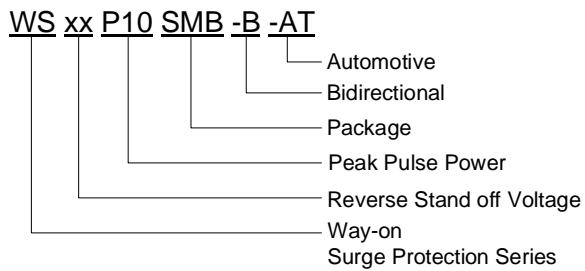 WS xx P10 SMB -B -AT
Automotive
Bidirectional
Package
Peak Pulse Power
Reverse Stand off Voltage
Way-on
Surge Protection Series